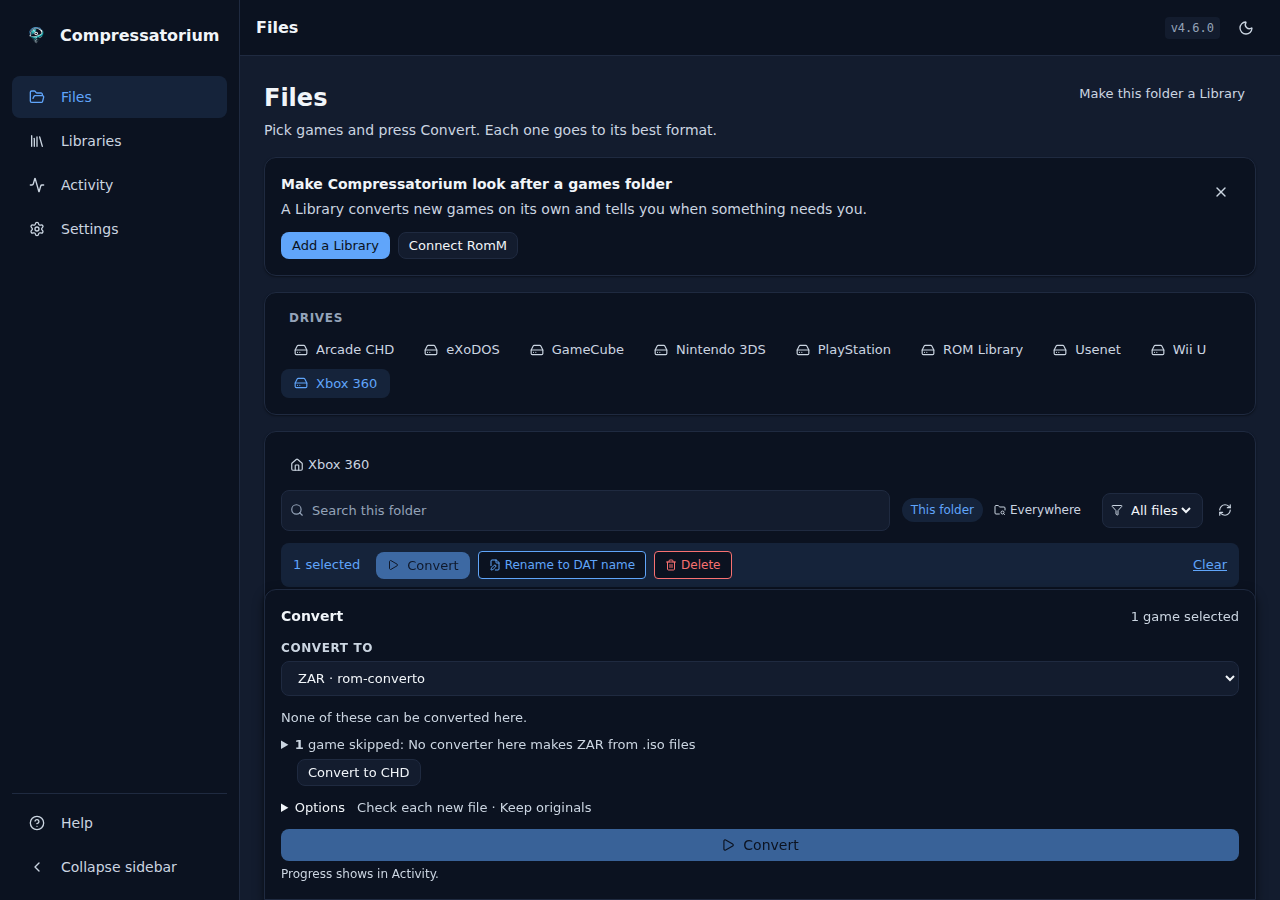 Compressatorium
Files
v4.6.0
Files
Libraries
Activity
Settings
Help
Collapse sidebar
Files
Make this folder a Library
Pick games and press Convert. Each one goes to its best format.
Make Compressatorium look after a games folder
A Library converts new games on its own and tells you when something needs you.
Add a Library
Connect RomM
DRIVES
Arcade CHD
eXoDOS
GameCube
Nintendo 3DS
PlayStation
ROM Library
Usenet
Wii U
Xbox 360
Xbox 360
Search this folder
This folder
Everywhere
All files
1 selected
Convert
Rename to DAT name
Delete
Clear
Convert
1 game selected
CONVERT TO
ZAR · rom-converto
None of these can be converted here.
1 game skipped: No converter here makes ZAR from .iso files
Convert to CHD
Options Check each new file · Keep originals
Convert
Progress shows in Activity.